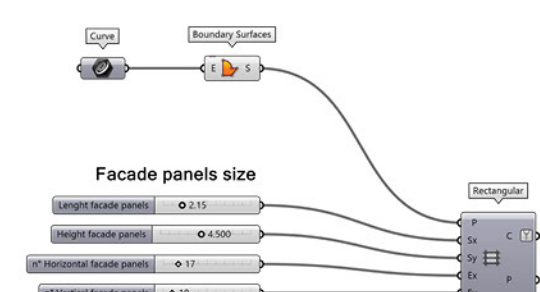 Curve
Boundary Surfaces
E S
Facade panels size
Rectangular
Lenght facade panels 2.15
P
Sx C
Height facade panels 4.500
Sy
n° Horizontal facade panels 17
Ex P